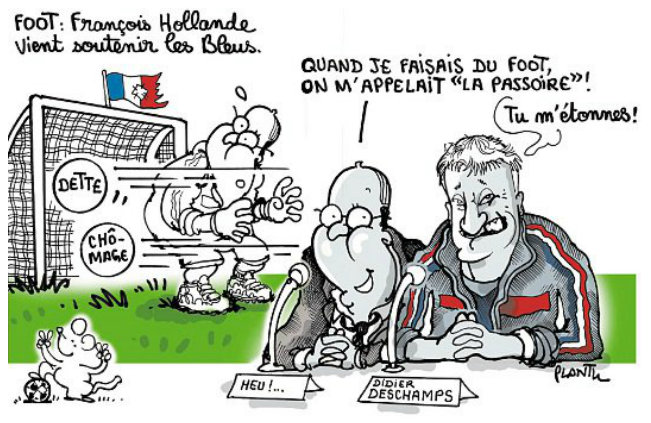 FOOT: François Hollande
vient soutenir les Bleus.
QUAND JE FAISAIS DU FOOT,
ON M'APPELAIT "LA PASSOIRE"!
Tu m'étonnes!
DETTE
CHÔ-
MAGE
HEU!...
DIDIER
DESCHAMPS
PLANTU